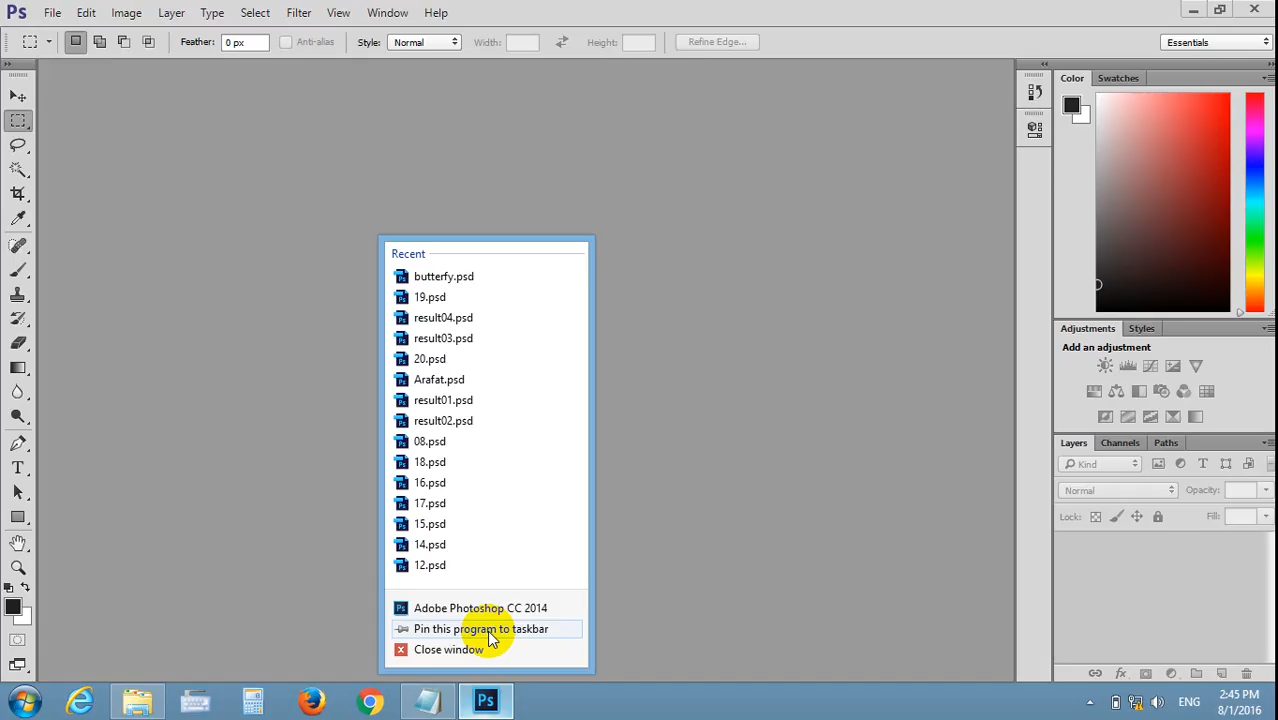 Ps File Edit Image Layer Type Select Filter View Window Help
Feather: 0 px Anti-alias Style: Normal Width: Height: Refine Edge... Essentials
Color Swatches
Recent
butterfy.psd
19.psd
result04.psd
result03.psd
20.psd
Arafat.psd
result01.psd
result02.psd
08.psd
18.psd
16.psd
17.psd
15.psd
14.psd
12.psd
Adobe Photoshop CC 2014
Pin this program to taskbar
Close window
Adjustments Styles
Add an adjustment
Layers Channels Paths
Kind
Normal Opacity:
Lock: Fill:
Ps
ENG
2:45 PM
8/1/2016